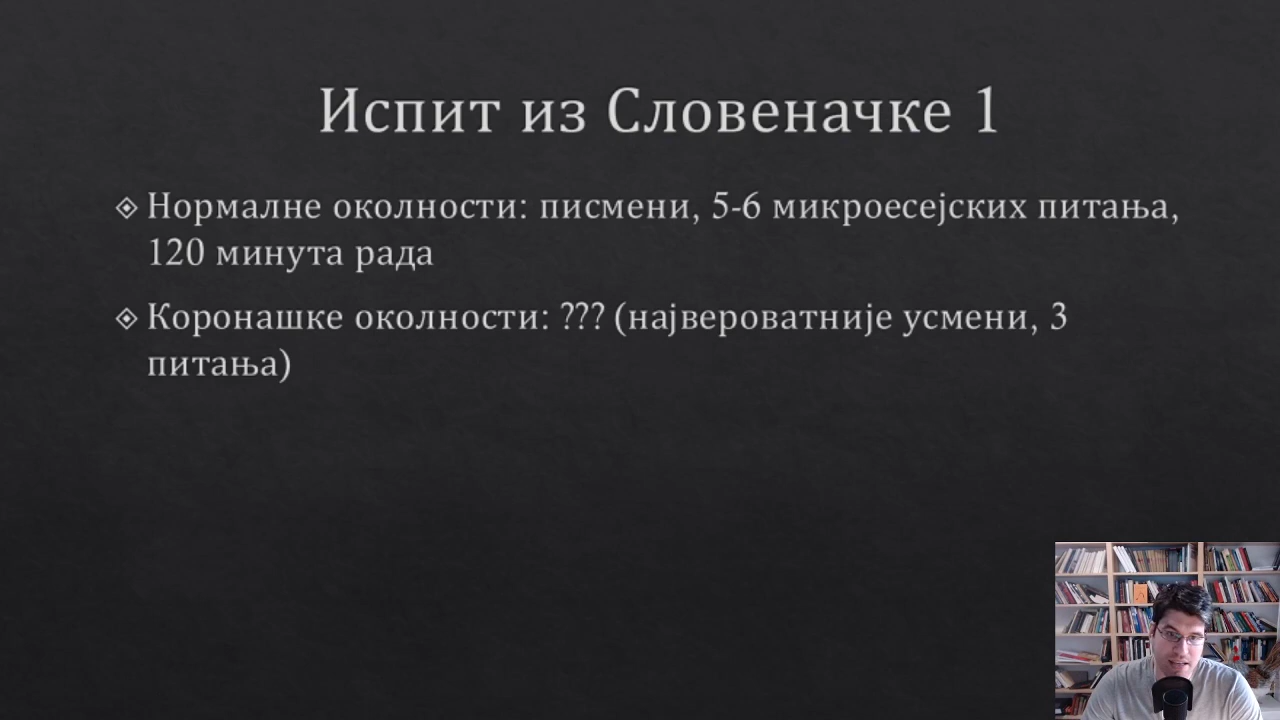 Испит из Словеначке 1
Нормалне околности: писмени, 5-6 микроесејских питања,
120 минута рада
Коронашке околности: ??? (највероватније усмени, 3
питања)